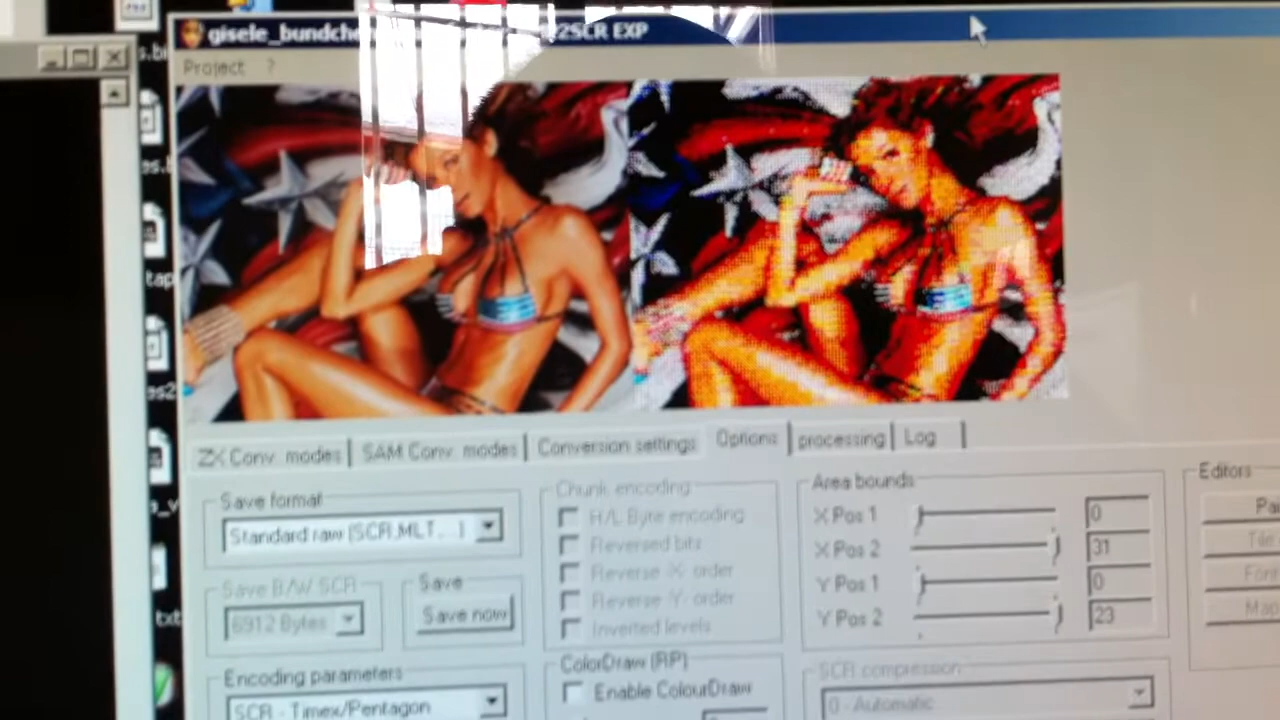 gisele_bundche
2SCR EXP
Project ?
ZX Conv. modes
SAM Conv. modes
Conversion settings
Options
processing
Log
Save format
Standard raw (SCR,MLT,...)
Save B/W SCR
6912 Bytes
Save
Save now
Encoding parameters
SCR - Timex/Pentagon
Chunk encoding
H/L Byte encoding
Reversed bits
Reverse -X- order
Reverse -Y- order
Inverted levels
ColorDraw (RP)
Enable ColourDraw
Area bounds
X Pos 1 0
X Pos 2 31
Y Pos 1 0
Y Pos 2 23
SCR compression
0 - Automatic
Editors
tap
txt